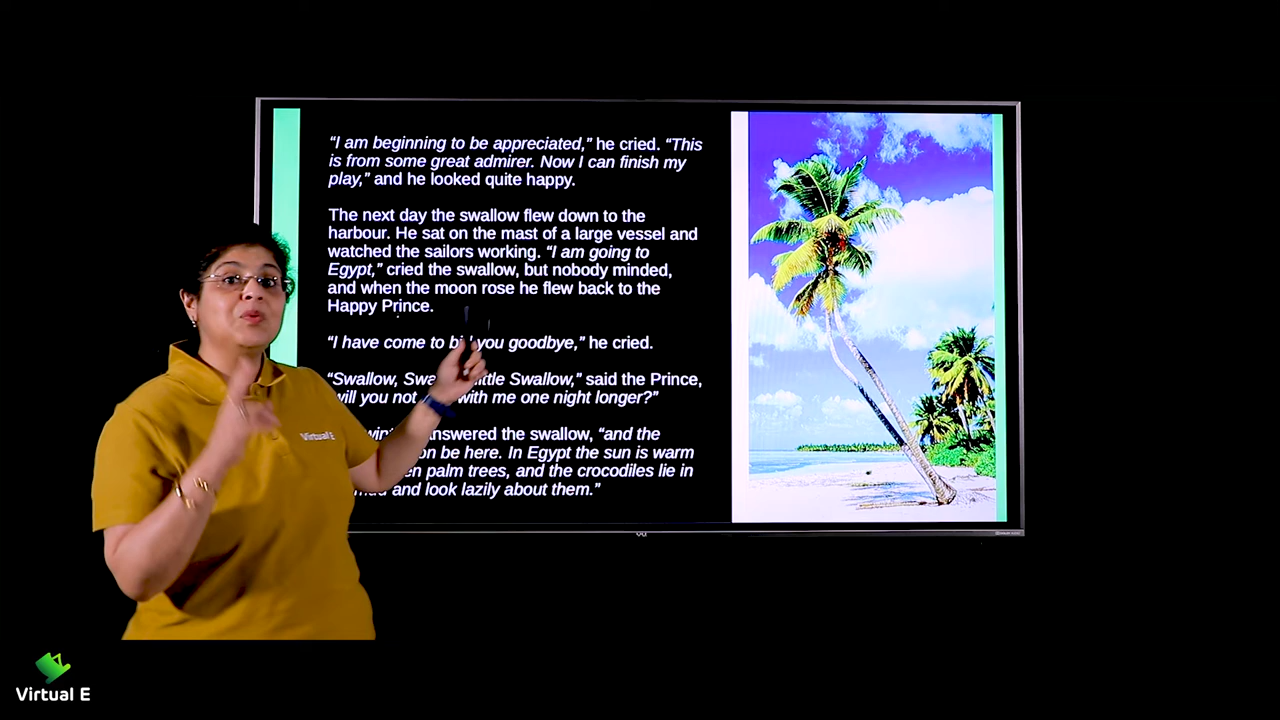 “I am beginning to be appreciated,” he cried. “This
is from some great admirer. Now I can finish my
play,” and he looked quite happy.
The next day the swallow flew down to the
harbour. He sat on the mast of a large vessel and
watched the sailors working. “I am going to
Egypt,” cried the swallow, but nobody minded,
and when the moon rose he flew back to the
Happy Prince.
“I have come to you goodbye,” he cried.
“Swallow, little Swallow,” said the Prince,
will you not with me one night longer?”
answered the swallow, “and the
be here. In Egypt the sun is warm
palm trees, and the crocodiles lie in
and look lazily about them.”
Virtual E
Virtual E